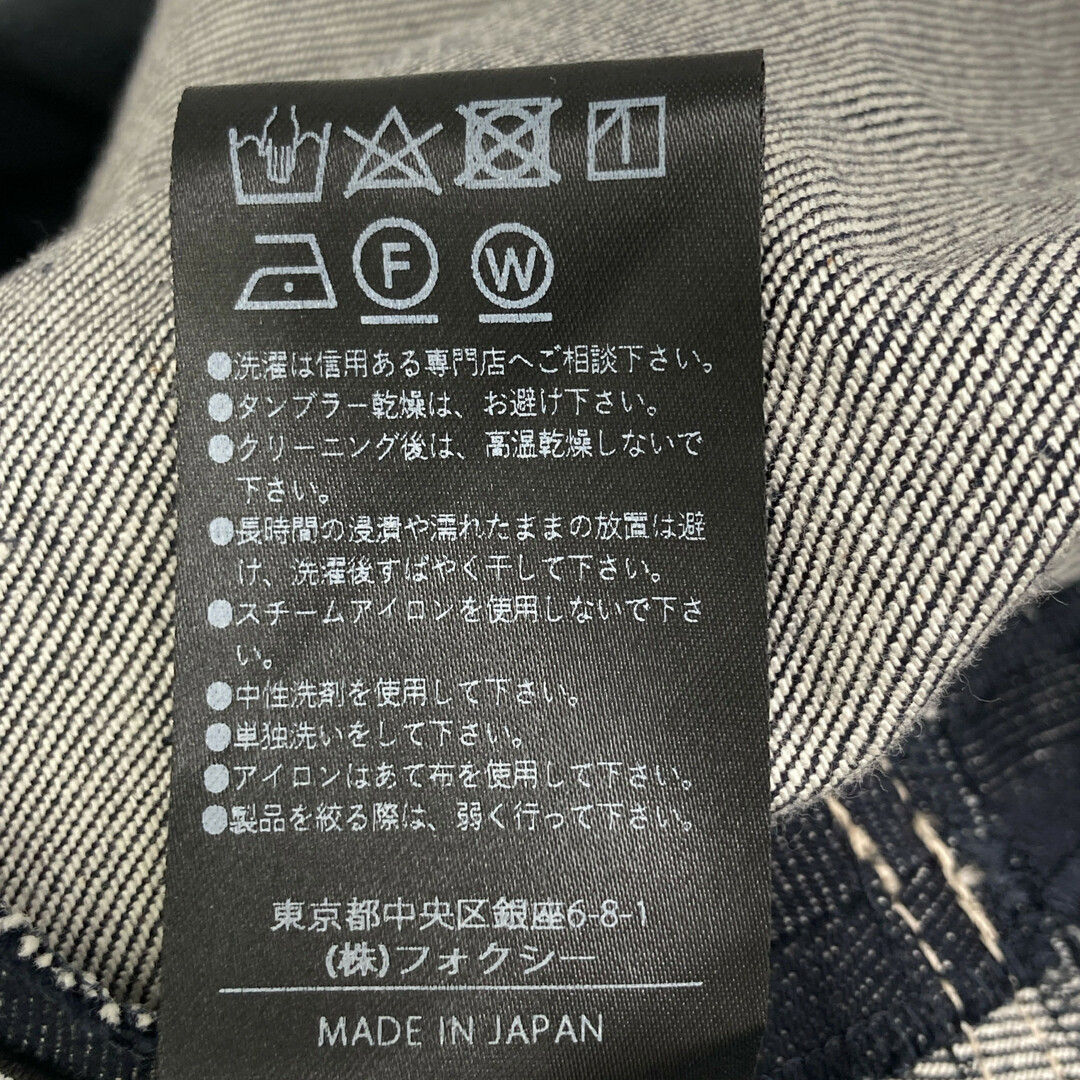 F W
●洗濯は信用ある専門店へご相談下さい。
●タンブラー乾燥は、お避け下さい。
●クリーニング後は、高温乾燥しないで
下さい。
●長時間の浸漬や濡れたままの放置は避
け、洗濯後すばやく干して下さい。
●スチームアイロンを使用しないで下さ
い。
●中性洗剤を使用して下さい。
●単独洗いをして下さい。
●アイロンはあて布を使用して下さい。
●製品を絞る際は、弱く行って下さい。
東京都中央区銀座6-8-1
(株)フォクシー
MADE IN JAPAN